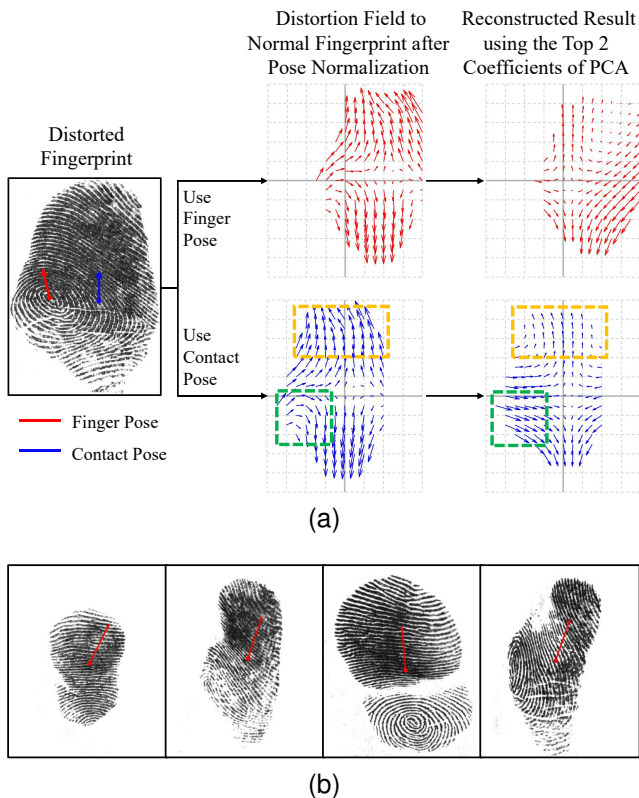 Distortion Field to
Normal Fingerprint after
Pose Normalization
Reconstructed Result
using the Top 2
Coefficients of PCA
Distorted
Fingerprint
Use
Finger
Pose
Use
Contact
Pose
Finger Pose
Contact Pose
(a)
(b)